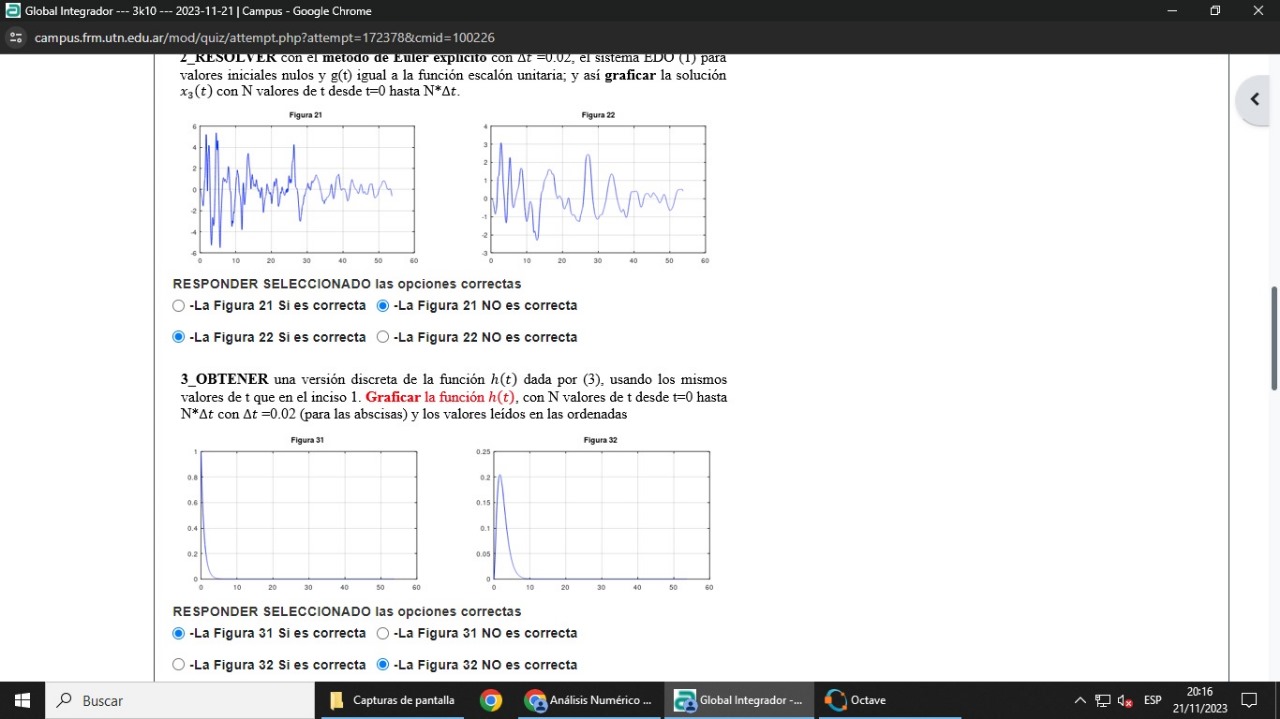 Global Integrador --- 3k10 --- 2023-11-21 | Campus - Google Chrome
campus.frm.utn.edu.ar/mod/quiz/attempt.php?attempt=172378&cmid=100226
2_RESOLVER con el método de Euler explícito con Δt =0.02, el sistema EDO (1) para
valores iniciales nulos y g(t) igual a la función escalón unitaria; y así graficar la solución
x₃(t) con N valores de t desde t=0 hasta N*Δt.
Figura 21 Figura 22
6 4 2 0 -2 -4 -6
0 10 20 30 40 50 60
4 3 2 1 0 -1 -2 -3
0 10 20 30 40 50 60
RESPONDER SELECCIONADO las opciones correctas
-La Figura 21 Si es correcta -La Figura 21 NO es correcta
-La Figura 22 Si es correcta -La Figura 22 NO es correcta
3_OBTENER una versión discreta de la función h(t) dada por (3), usando los mismos
valores de t que en el inciso 1. Graficar la función h(t), con N valores de t desde t=0 hasta
N*Δt con Δt =0.02 (para las abscisas) y los valores leídos en las ordenadas
Figura 31 Figura 32
1 0.8 0.6 0.4 0.2 0
0 10 20 30 40 50 60
0.25 0.2 0.15 0.1 0.05 0
0 10 20 30 40 50 60
RESPONDER SELECCIONADO las opciones correctas
-La Figura 31 Si es correcta -La Figura 31 NO es correcta
-La Figura 32 Si es correcta -La Figura 32 NO es correcta
Buscar Capturas de pantalla Análisis Numérico ... Global Integrador -... Octave ESP 20:16
21/11/2023